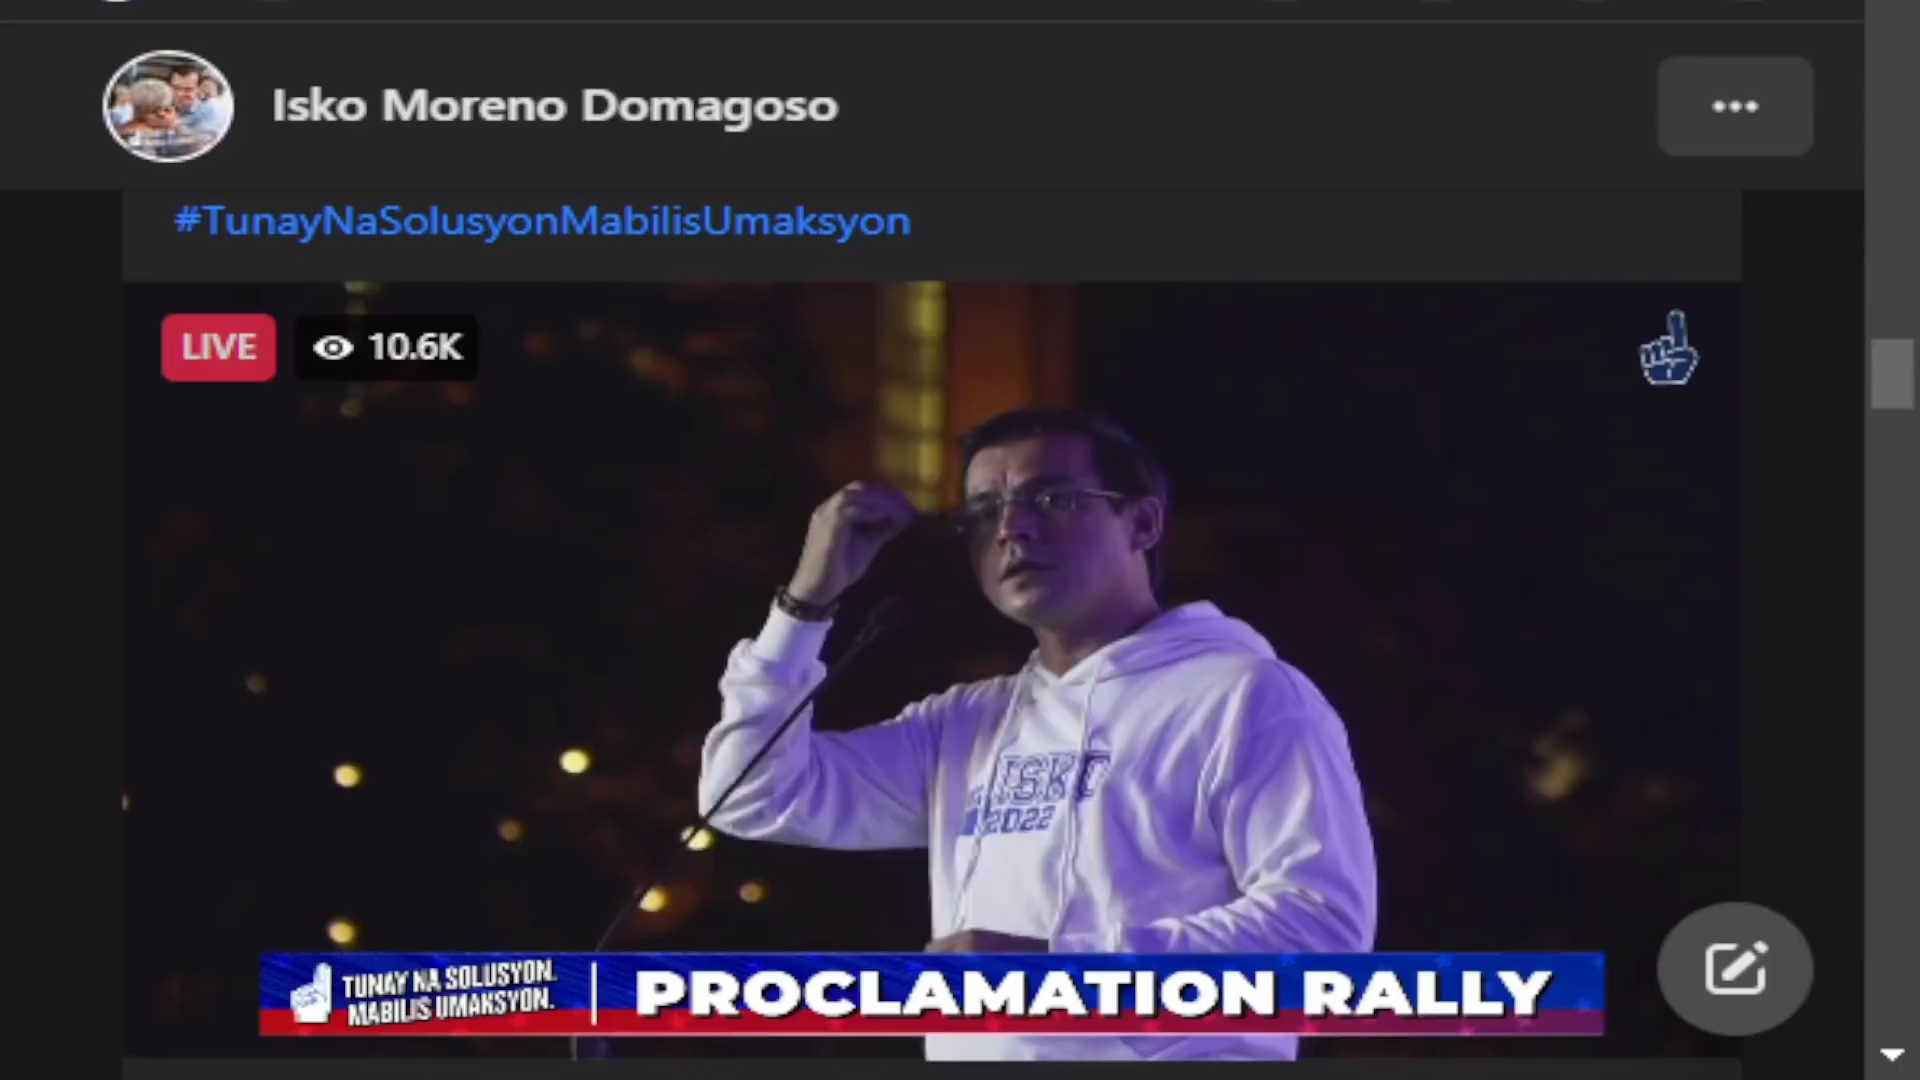 Isko Moreno Domagoso
#TunayNaSolusyonMabilisUmaksyon
LIVE
10.6K
ISKO
2022
TUNAY NA SOLUSYON.
MABILIS UMAKSYON.
PROCLAMATION RALLY